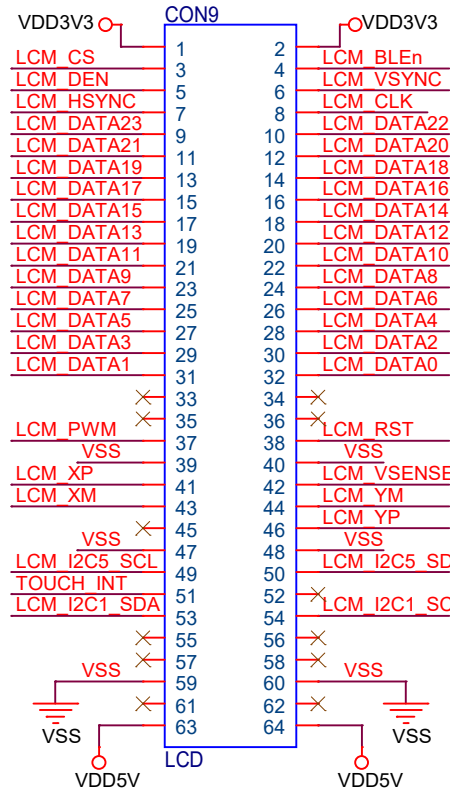 CON9
VDD3V3 VDD3V3
1 2
LCM_CS 3 4 LCM_BLEn
LCM_DEN 5 6 LCM_VSYNC
LCM_HSYNC 7 8 LCM_CLK
LCM_DATA23 9 10 LCM_DATA22
LCM_DATA21 11 12 LCM_DATA20
LCM_DATA19 13 14 LCM_DATA18
LCM_DATA17 15 16 LCM_DATA16
LCM_DATA15 17 18 LCM_DATA14
LCM_DATA13 19 20 LCM_DATA12
LCM_DATA11 21 22 LCM_DATA10
LCM_DATA9 23 24 LCM_DATA8
LCM_DATA7 25 26 LCM_DATA6
LCM_DATA5 27 28 LCM_DATA4
LCM_DATA3 29 30 LCM_DATA2
LCM_DATA1 31 32 LCM_DATA0
33 34
35 36
LCM_PWM 37 38 LCM_RST
VSS 39 40 VSS
LCM_XP 41 42 LCM_VSENSE
LCM_XM 43 44 LCM_YM
45 46 LCM_YP
VSS 47 48 VSS
LCM_I2C5_SCL 49 50 LCM_I2C5_SD
TOUCH_INT 51 52
LCM_I2C1_SDA 53 54 LCM_I2C1_SC
55 56
57 58
VSS 59 60 VSS
61 62
VSS VSS
63 64
LCD
VDD5V VDD5V